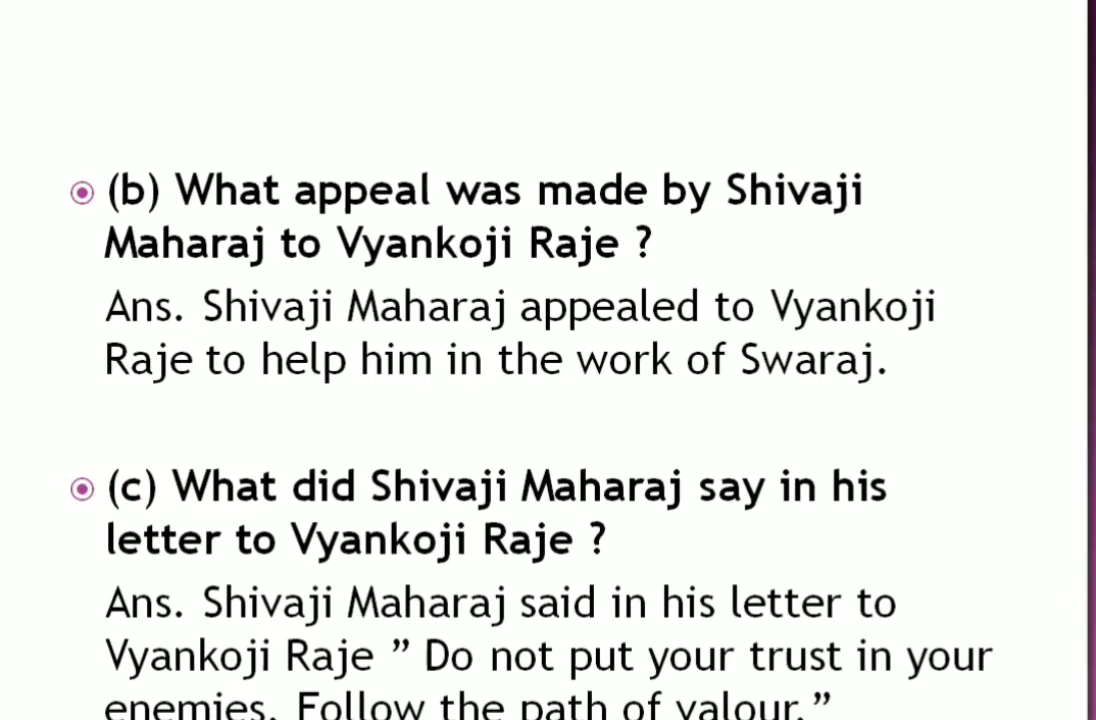 (b) What appeal was made by Shivaji
Maharaj to Vyankoji Raje ?
Ans. Shivaji Maharaj appealed to Vyankoji
Raje to help him in the work of Swaraj.
(c) What did Shivaji Maharaj say in his
letter to Vyankoji Raje ?
Ans. Shivaji Maharaj said in his letter to
Vyankoji Raje ” Do not put your trust in your
enemies. Follow the path of valour.”